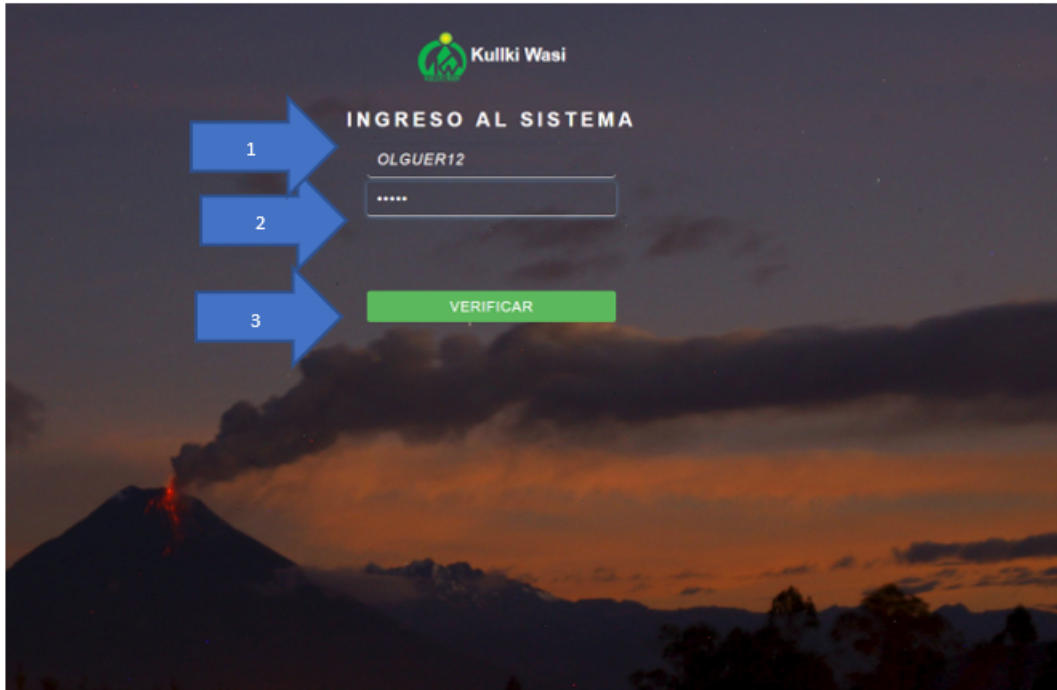 Kullki Wasi
INGRESO AL SISTEMA
1
OLGUER12
•••••
2
VERIFICAR
3